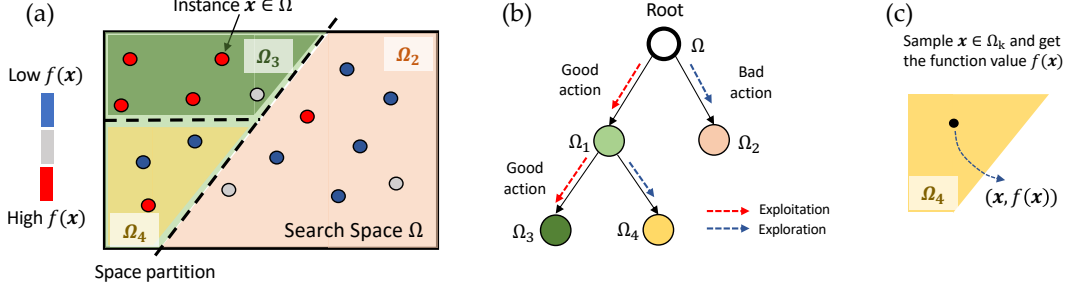 (a)
Instance 𝒙 ∈ Ω
Low f(𝒙)
High f(𝒙)
Ω₃
Ω₂
Ω₄
Search Space Ω
Space partition
(b)
Root
Ω
Good
action
Bad
action
Ω₁
Ω₂
Good
action
Ω₃
Ω₄
Exploitation
Exploration
(c)
Sample 𝒙 ∈ Ωₖ and get
the function value f(𝒙)
Ω₄
(𝒙, f(𝒙))